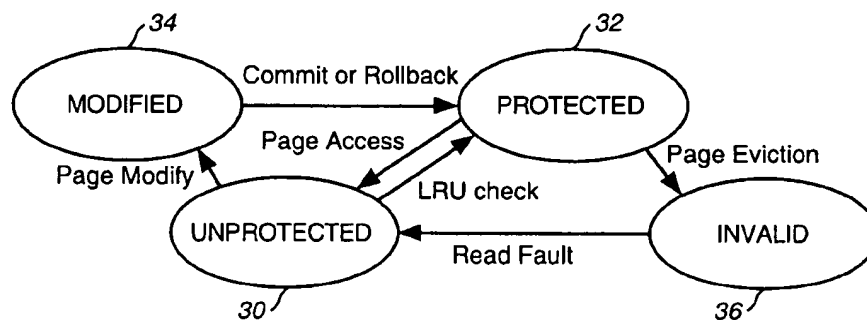 34
32
Commit or Rollback
MODIFIED
PROTECTED
Page Access
Page Modify
LRU check
Page Eviction
UNPROTECTED
Read Fault
INVALID
30
36